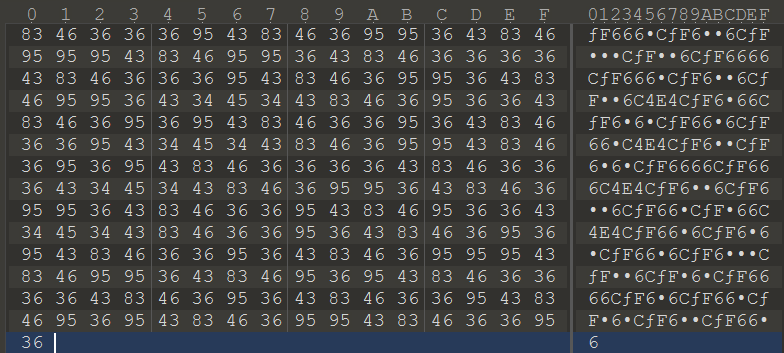 0 1 2 3 4 5 6 7 8 9 A B C D E F 0123456789ABCDEF
83 46 36 36 36 95 43 83 46 36 95 95 36 43 83 46 ƒF666•CƒF6••6CƒF
95 95 95 43 83 46 95 95 36 43 83 46 36 36 36 36 •••CƒF••6CƒF6666
43 83 46 36 36 36 95 43 83 46 36 95 95 36 43 83 CƒF666•CƒF6••6Cƒ
46 95 95 36 43 34 45 34 43 83 46 36 95 36 36 43 F••6C4E4CƒF6•66C
83 46 36 95 36 95 43 83 46 36 36 95 36 43 83 46 ƒF6•6•CƒF66•6CƒF
36 36 95 43 34 45 34 43 83 46 36 95 95 43 83 46 66•C4E4CƒF6••CƒF
36 95 36 95 43 83 46 36 36 36 36 43 83 46 36 36 6•6•CƒF6666CƒF66
36 43 34 45 34 43 83 46 36 95 95 36 43 83 46 36 6C4E4CƒF6••6CƒF6
95 95 36 43 83 46 36 36 95 43 83 46 95 36 36 43 ••6CƒF66•CƒF•66C
34 45 34 43 83 46 36 36 95 36 43 83 46 36 95 36 4E4CƒF66•6CƒF6•6
95 43 83 46 36 36 95 36 43 83 46 36 95 95 95 43 •CƒF66•6CƒF6•••C
83 46 95 95 36 43 83 46 95 36 95 43 83 46 36 36 ƒF••6CƒF•6•CƒF66
36 36 43 83 46 36 95 36 43 83 46 36 36 95 43 83 66CƒF6•6CƒF66•Cƒ
46 95 36 95 43 83 46 36 95 95 43 83 46 36 36 95 F•6•CƒF6••CƒF66•
36 6